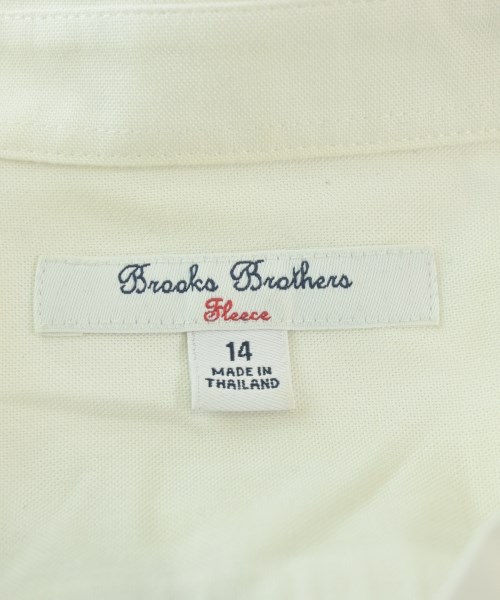 Brooks Brothers
Fleece
14
MADE IN
THAILAND